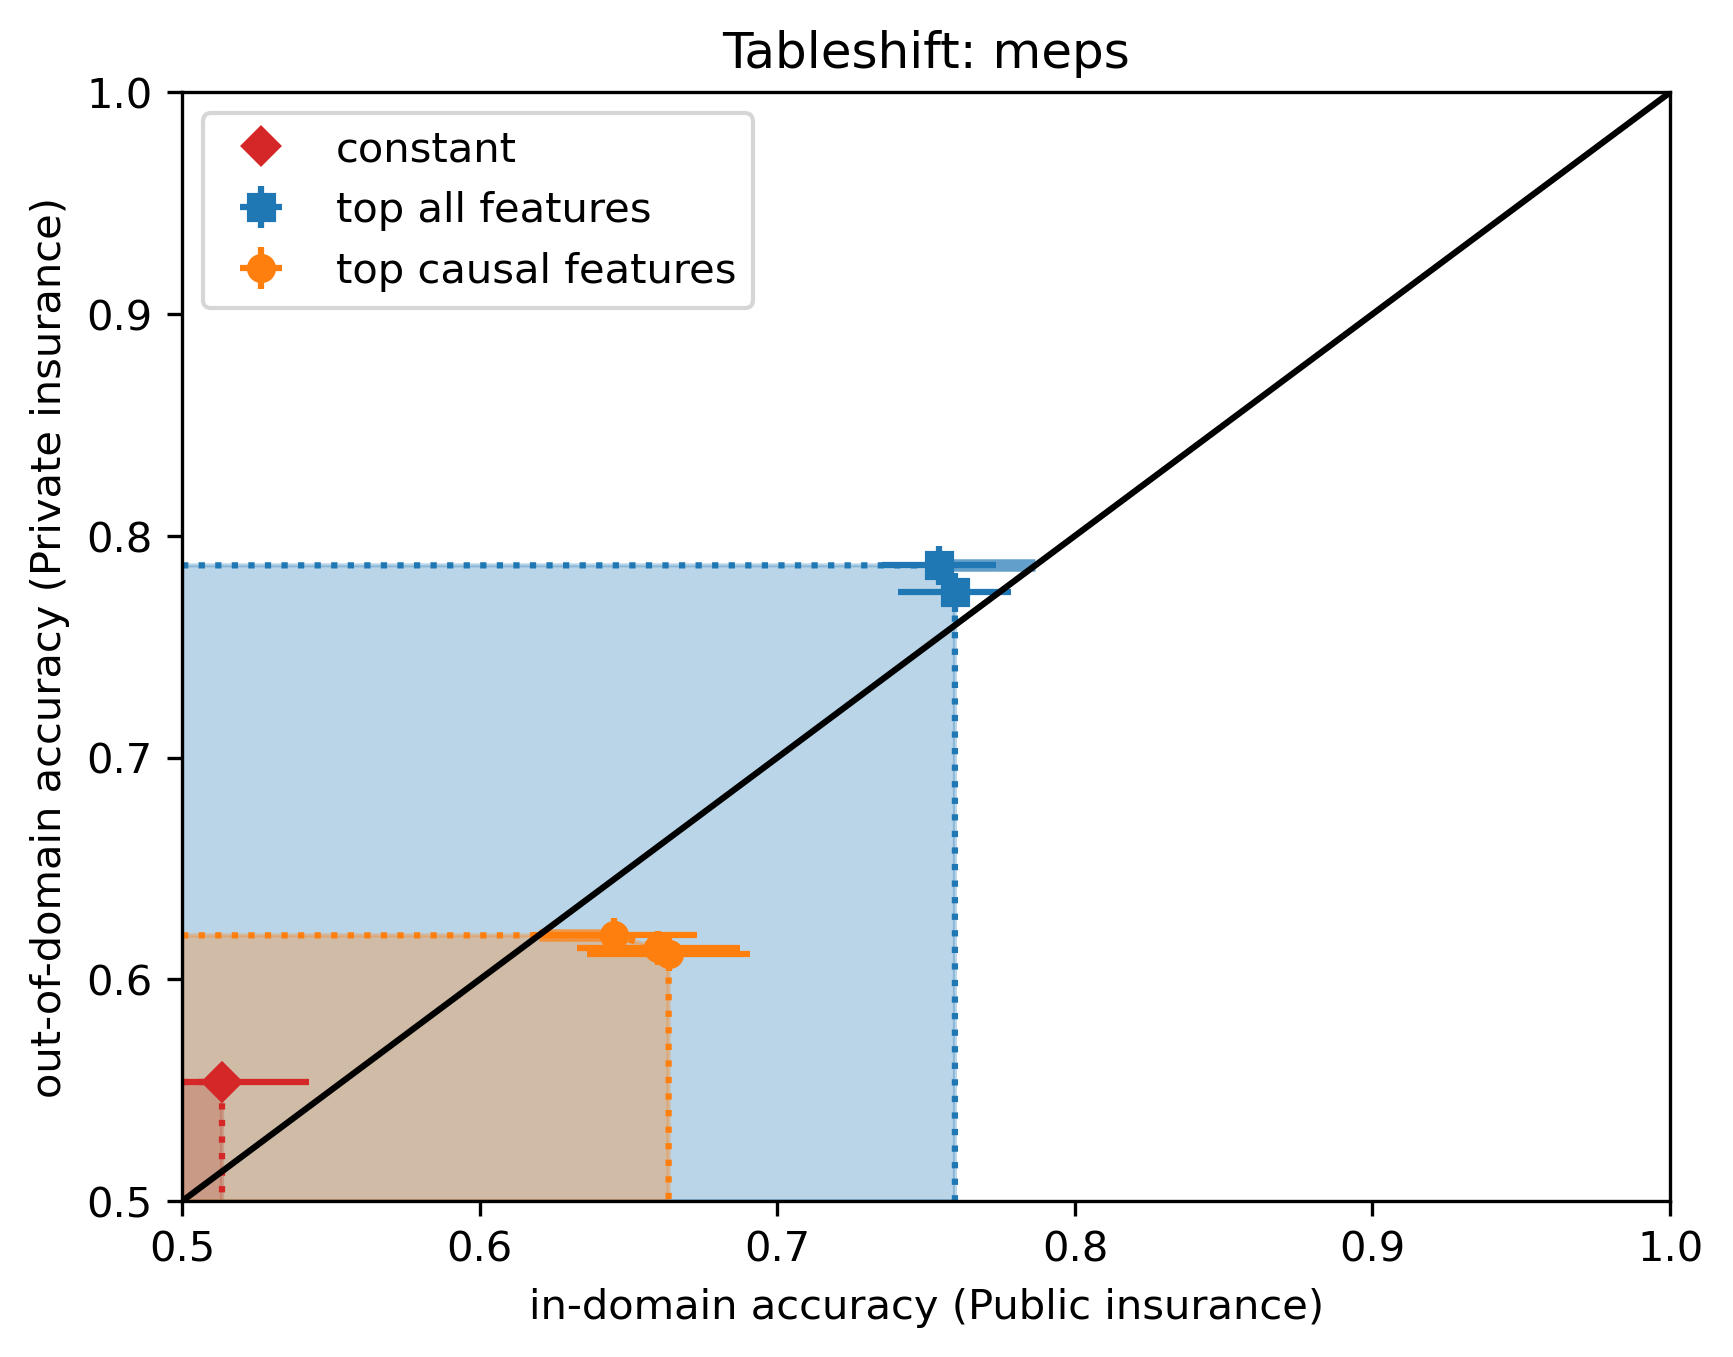 Tableshift: meps
constant
top all features
top causal features
out-of-domain accuracy (Private insurance)
1.0
0.9
0.8
0.7
0.6
0.5
0.5 0.6 0.7 0.8 0.9 1.0
in-domain accuracy (Public insurance)